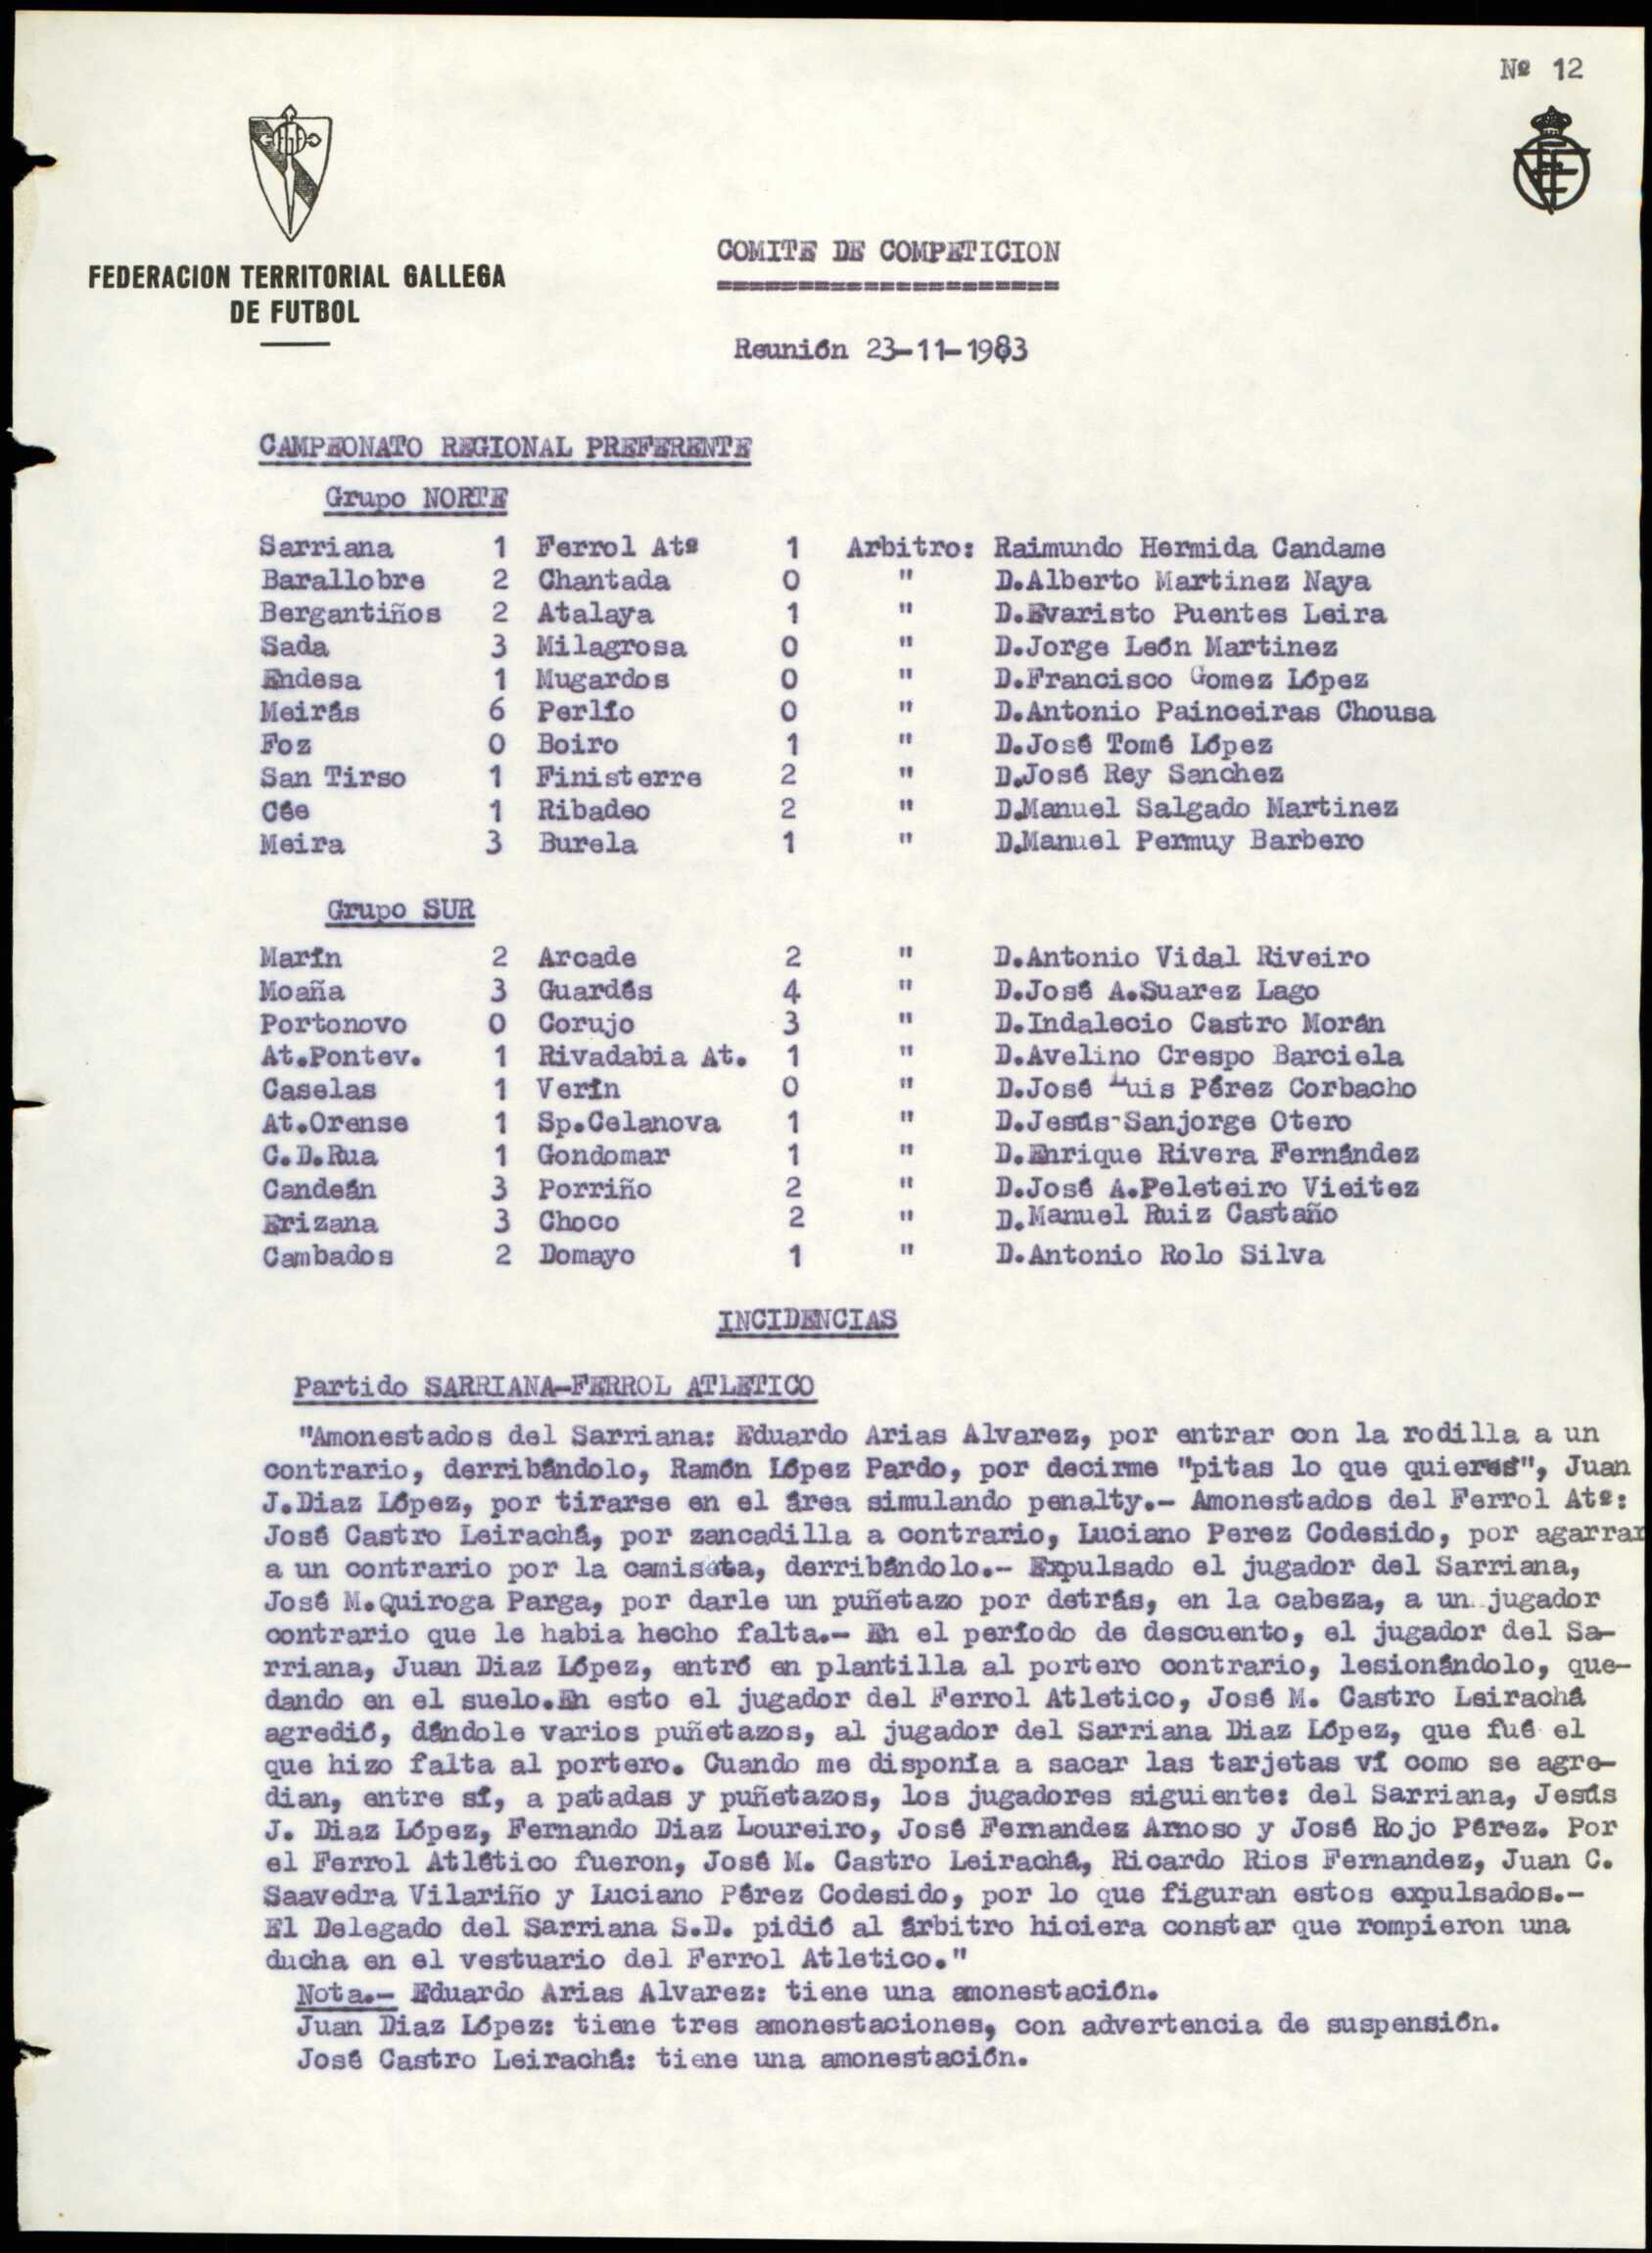 Nº 12
FEDERACION TERRITORIAL GALLEGA
DE FUTBOL
COMITE DE COMPETICION
=====================
Reunión 23-11-1983
CAMPEONATO REGIONAL PREFERENTE
Grupo NORTE
Sarriana 1 Ferrol Atº 1 Arbitro: Raimundo Hermida Candame
Barallobre 2 Chantada 0 " D.Alberto Martinez Naya
Bergantiños 2 Atalaya 1 " D.Evaristo Puentes Leira
Sada 3 Milagrosa 0 " D.Jorge León Martinez
Endesa 1 Mugardos 0 " D.Francisco Gomez López
Meirás 6 Perlío 0 " D.Antonio Painceiras Chousa
Foz 0 Boiro 1 " D.José Tomé López
San Tirso 1 Finisterre 2 " D.José Rey Sanchez
Cée 1 Ribadeo 2 " D.Manuel Salgado Martinez
Meira 3 Burela 1 " D.Manuel Permuy Barbero
Grupo SUR
Marín 2 Arcade 2 " D.Antonio Vidal Riveiro
Moaña 3 Guardés 4 " D.José A.Suarez Lago
Portonovo 0 Corujo 3 " D.Indalecio Castro Morán
At.Pontev. 1 Rivadabia At. 1 " D.Avelino Crespo Barciela
Caselas 1 Verín 0 " D.José Luis Pérez Corbacho
At.Orense 1 Sp.Celanova 1 " D.Jesús Sanjorge Otero
C.D.Rua 1 Gondomar 1 " D.Enrique Rivera Fernández
Candeán 3 Porriño 2 " D.José A.Peleteiro Vieitez
Erizana 3 Choco 2 " D.Manuel Ruiz Castaño
Cambados 2 Domayo 1 " D.Antonio Rolo Silva
INCIDENCIAS
Partido SARRIANA-FERROL ATLETICO
"Amonestados del Sarriana: Eduardo Arias Alvarez, por entrar con la rodilla a un
contrario, derribándolo, Ramón López Pardo, por decirme "pitas lo que quieres", Juan
J.Diaz López, por tirarse en el área simulando penalty.- Amonestados del Ferrol Atº:
José Castro Leirachá, por zancadilla a contrario, Luciano Perez Codesido, por agarrar
a un contrario por la camiseta, derribándolo.- Expulsado el jugador del Sarriana,
José M.Quiroga Parga, por darle un puñetazo por detrás, en la cabeza, a un jugador
contrario que le habia hecho falta.- En el período de descuento, el jugador del Sa-
rriana, Juan Diaz López, entró en plantilla al portero contrario, lesionándolo, que-
dando en el suelo.En esto el jugador del Ferrol Atletico, José M. Castro Leirachá
agredió, dándole varios puñetazos, al jugador del Sarriana Diaz López, que fué el
que hizo falta al portero. Cuando me disponía a sacar las tarjetas ví como se agre-
dian, entre sí, a patadas y puñetazos, los jugadores siguiente: del Sarriana, Jesús
J. Diaz López, Fernando Diaz Loureiro, José Fernandez Arnoso y José Rojo Pérez. Por
el Ferrol Atlético fueron, José M. Castro Leirachá, Ricardo Rios Fernandez, Juan C.
Saavedra Vilariño y Luciano Pérez Codesido, por lo que figuran estos expulsados.-
El Delegado del Sarriana S.D. pidió al árbitro hiciera constar que rompieron una
ducha en el vestuario del Ferrol Atletico."
Nota.- Eduardo Arias Alvarez: tiene una amonestación.
Juan Diaz López: tiene tres amonestaciones, con advertencia de suspensión.
José Castro Leirachá: tiene una amonestación.